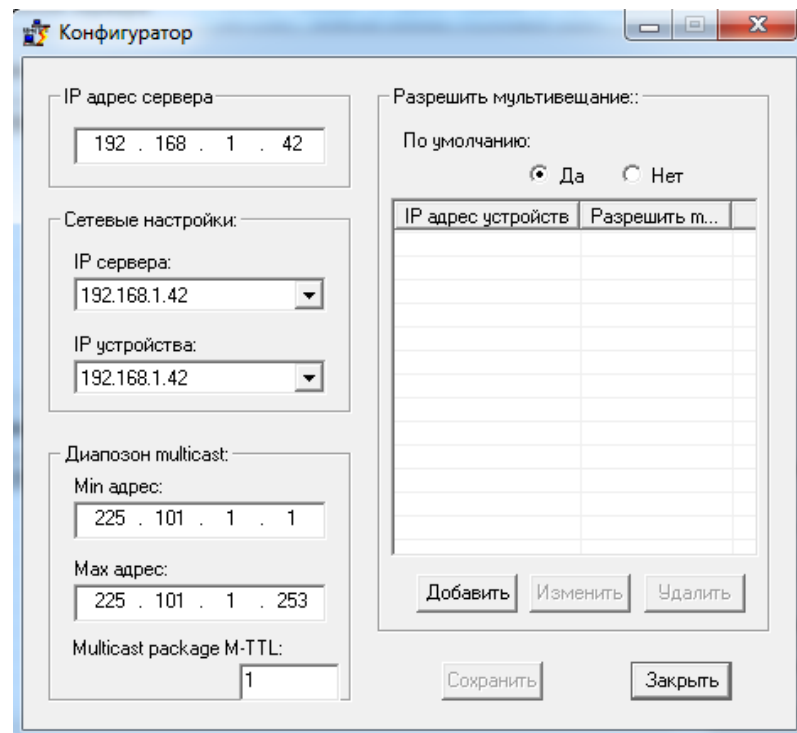 Конфигуратор
IP адрес сервера
192 . 168 . 1 . 42
Сетевые настройки:
IP сервера:
192.168.1.42
IP устройства:
192.168.1.42
Диапозон multicast:
Min адрес:
225 . 101 . 1 . 1
Max адрес:
225 . 101 . 1 . 253
Multicast package M-TTL:
1
Разрешить мультивещание::
По умолчанию:
Да Нет
IP адрес устройств Разрешить m...
Добавить Изменить Удалить
Сохранить Закрыть